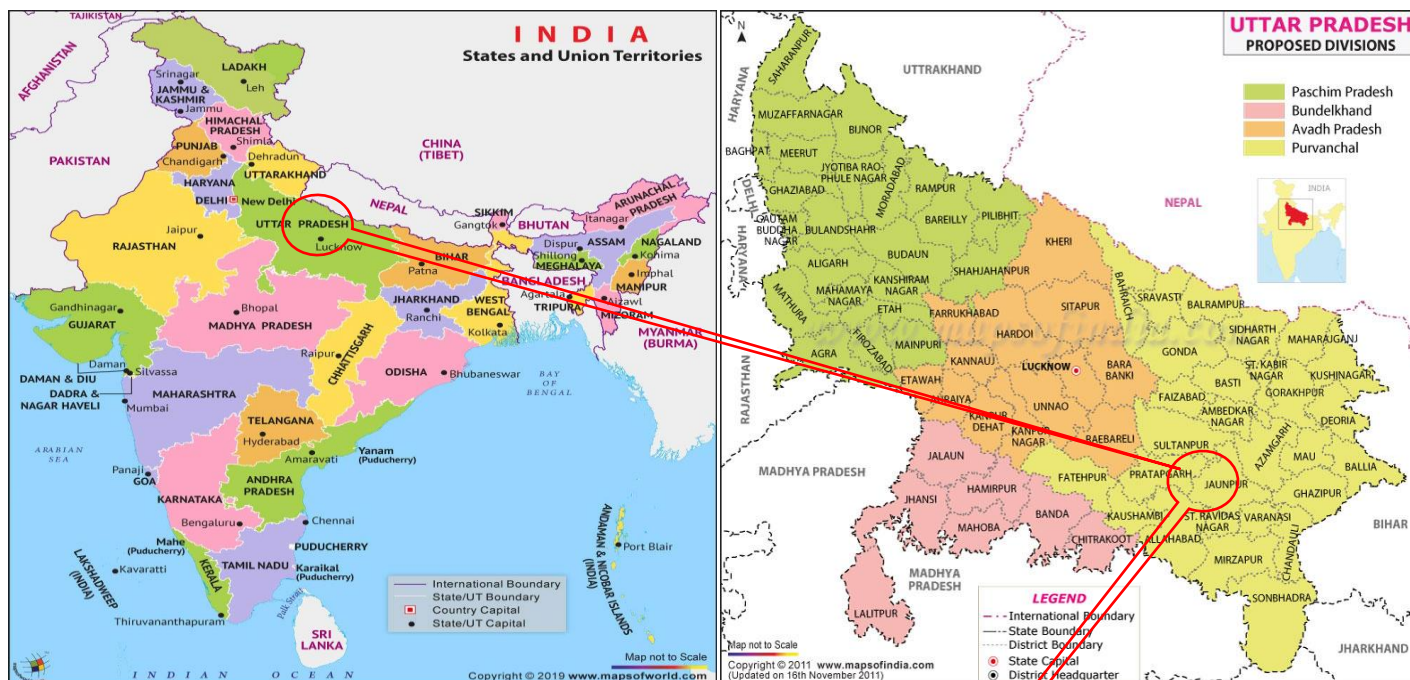 TAJIKISTAN
AFGHANISTAN
INDIA
States and Union Territories
LADAKH
Leh
Srinagar
JAMMU &
KASHMIR
Jammu
HIMACHAL
PRADESH
Shimla
PUNJAB
Chandigarh
Dehradun
UTTARAKHAND
PAKISTAN
CHINA
(TIBET)
HARYANA
DELHI
New Delhi
NEPAL
UTTAR PRADESH
Lucknow
RAJASTHAN
Jaipur
SIKKIM
Gangtok
BHUTAN
ARUNACHAL
PRADESH
Itanagar
ASSAM
Dispur
NAGALAND
Kohima
Shillong
MEGHALAYA
Imphal
MANIPUR
BIHAR
Patna
BANGLADESH
Agartala
TRIPURA
Aizawl
MIZORAM
MYANMAR
(BURMA)
Gandhinagar
GUJARAT
Bhopal
MADHYA PRADESH
JHARKHAND
Ranchi
WEST
BENGAL
Kolkata
Raipur
CHHATTISGARH
ODISHA
Bhubaneswar
Daman
Silvassa
DAMAN & DIU
DADRA &
NAGAR HAVELI
MAHARASHTRA
Mumbai
BAY
OF
BENGAL
TELANGANA
Hyderabad
ARABIAN
SEA
Amaravati
Yanam
(Puducherry)
Panaji
GOA
ANDHRA
PRADESH
KARNATAKA
Bengaluru
Chennai
Mahe
(Puducherry)
PUDUCHERRY
Karaikal
(Puducherry)
TAMIL NADU
KERALA
LAKSHADWEEP
(INDIA)
Kavaratti
ANDAMAN & NICOBAR ISLANDS
(INDIA)
Port Blair
Palk Strait
Thiruvananthapuram
SRI
LANKA
International Boundary
State/UT Boundary
Country Capital
State/UT Capital
Map not to Scale
INDIAN OCEAN
Copyright © 2019 www.mapsofworld.com
N
UTTAR PRADESH
PROPOSED DIVISIONS
Paschim Pradesh
Bundelkhand
Avadh Pradesh
Purvanchal
INDIA
HARYANA
UTTRAKHAND
SAHARANPUR
MUZAFFARNAGAR
BIJNOR
BAGHPAT
MEERUT
JYOTIBA RAO-
PHULE NAGAR
MORADABAD
RAMPUR
GHAZIABAD
DELHI
HARYANA
GAUTAM
BUDDHA
NAGAR
BULANDSHAHR
BAREILLY
PILIBHIT
NEPAL
KHERI
ALIGARH
BUDAUN
SHAHJAHANPUR
KANSHIRAM
NAGAR
MAHAMAYA
NAGAR
MATHURA
ETAH
FARRUKHABAD
SITAPUR
BAHRAICH
SRAVASTI
BALRAMPUR
HARDOI
AGRA
FIROZABAD
MAINPURI
KANNAUJ
GONDA
SIDHARTH
NAGAR
MAHARAJGANJ
RAJASTHAN
LUCKNOW
BARA
BANKI
BASTI
ST. KABIR
NAGAR
KUSHINAGAR
GORAKHPUR
ETAWAH
AURAIYA
KANPUR
DEHAT
UNNAO
FAIZABAD
AMBEDKAR
NAGAR
DEORIA
KANPUR
NAGAR
RAEBARELI
SULTANPUR
AZAMGARH
MAU
BALLIA
MADHYA PRADESH
JALAUN
FATEHPUR
PRATAPGARH
JAUNPUR
GHAZIPUR
JHANSI
HAMIRPUR
BANDA
KAUSHAMBI
ST. RAVIDAS
NAGAR
VARANASI
BIHAR
MAHOBA
CHITRAKOOT
ALLAHABAD
CHANDAULI
MIRZAPUR
MADHYA
PRADESH
LALITPUR
SONBHADRA
JHARKHAND
LEGEND
International Boundary
State Boundary
District Boundary
State Capital
District Headquarter
Map not to Scale
Copyright © 2011 www.mapsofindia.com
(Updated on 16th November 2011)